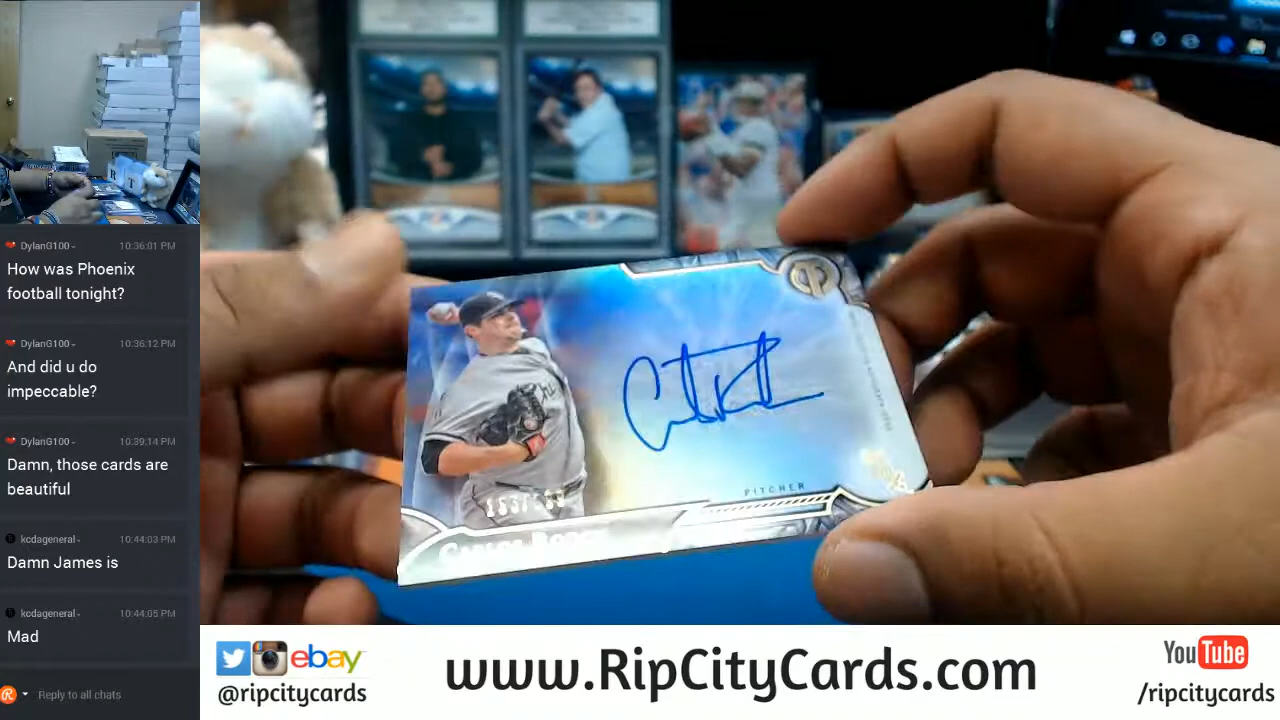 DylanG100 - 10:36:01 PM
How was Phoenix
football tonight?
DylanG100 - 10:36:12 PM
And did u do
impeccable?
DylanG100 - 10:39:14 PM
Damn, those cards are
beautiful
kcdageneral - 10:44:03 PM
Damn James is
kcdageneral - 10:44:05 PM
Mad
Reply to all chats
PITCHER
ebay
@ripcitycards
www.RipCityCards.com
YouTube
/ripcitycards